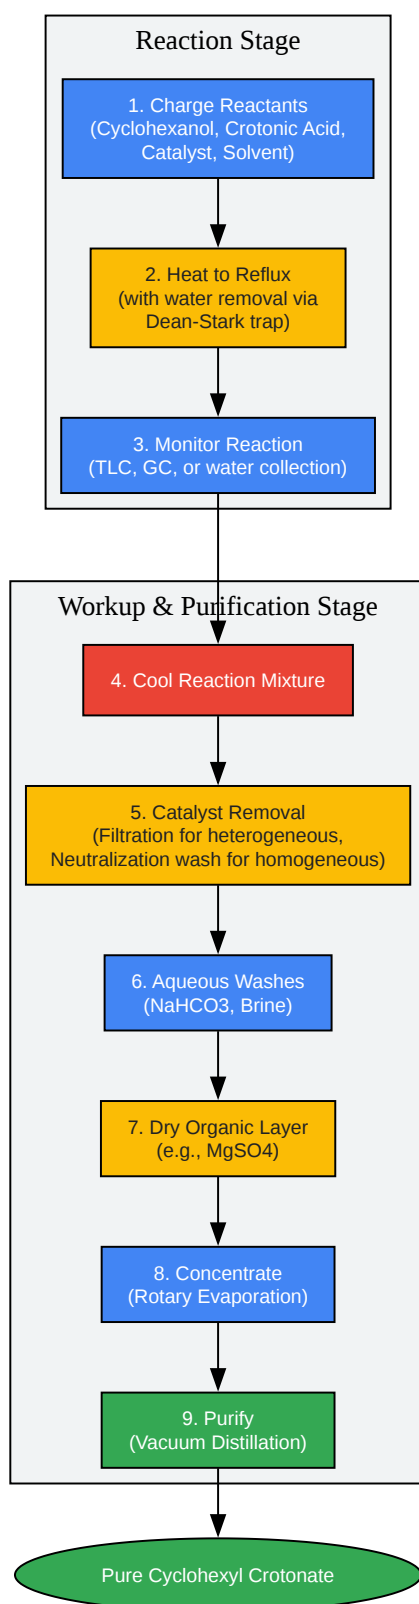 Reaction Stage
1. Charge Reactants
(Cyclohexanol, Crotonic Acid,
Catalyst, Solvent)
2. Heat to Reflux
(with water removal via
Dean-Stark trap)
3. Monitor Reaction
(TLC, GC, or water collection)
Workup & Purification Stage
4. Cool Reaction Mixture
5. Catalyst Removal
(Filtration for heterogeneous,
Neutralization wash for homogeneous)
6. Aqueous Washes
(NaHCO3, Brine)
7. Dry Organic Layer
(e.g., MgSO4)
8. Concentrate
(Rotary Evaporation)
9. Purify
(Vacuum Distillation)
Pure Cyclohexyl Crotonate